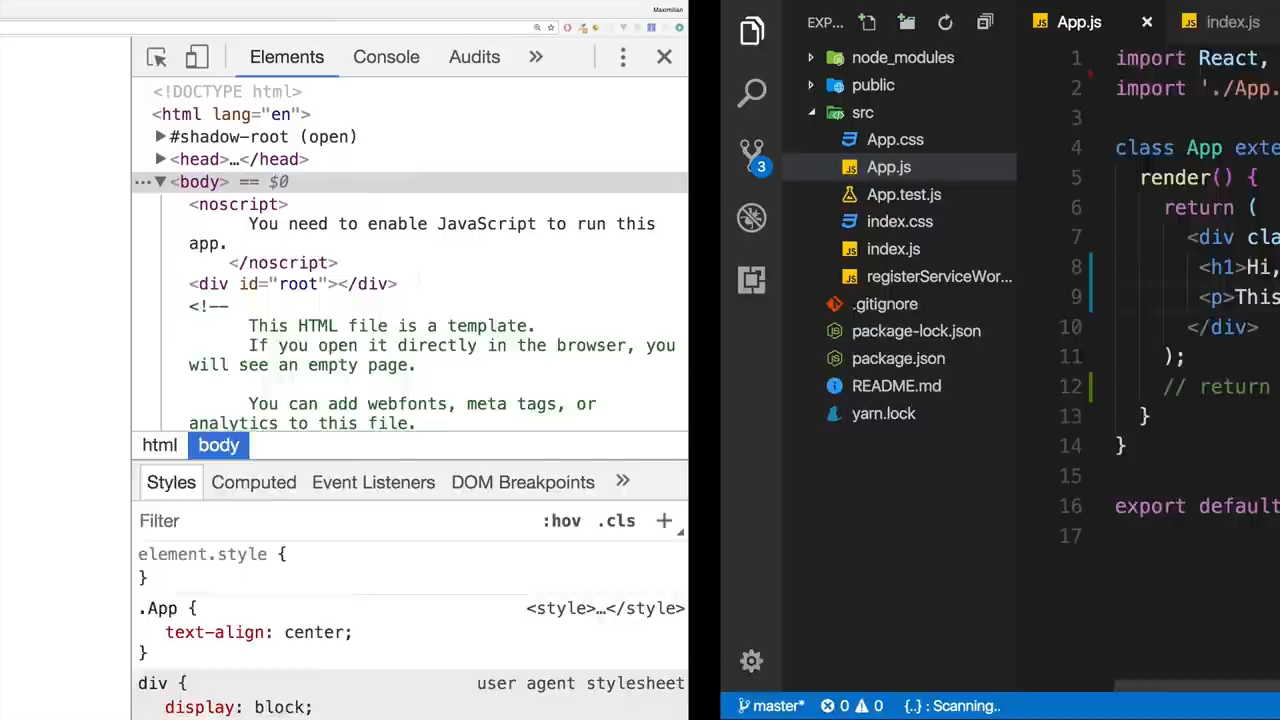 Maximilian
Elements Console Audits »
<!DOCTYPE html>
<html lang="en">
#shadow-root (open)
<head>…</head>
<body> == $0
<noscript>
You need to enable JavaScript to run this
app.
</noscript>
<div id="root"></div>
<!--
This HTML file is a template.
If you open it directly in the browser, you
will see an empty page.
You can add webfonts, meta tags, or
analytics to this file.
html body
Styles Computed Event Listeners DOM Breakpoints »
Filter :hov .cls +
element.style {
}
.App { <style>…</style>
text-align: center;
}
div { user agent stylesheet
display: block;
EXP...
node_modules
public
src
App.css
App.js
App.test.js
index.css
index.js
registerServiceWor...
.gitignore
package-lock.json
package.json
README.md
yarn.lock
3
App.js index.js
1 import React,
2 import './App.
3
4 class App exte
5 render() {
6 return (
7 <div cla
8 <h1>Hi,
9 <p>This
10 </div>
11 );
12 // return
13 }
14 }
15
16 export default
17
master* 0 0 {..} : Scanning..